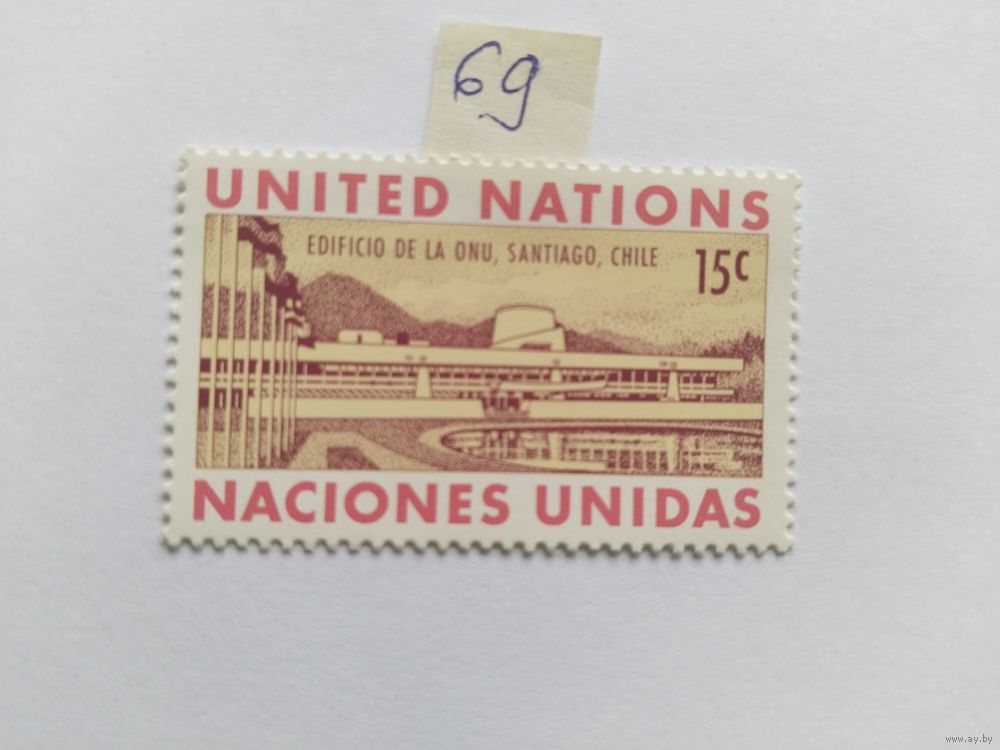 69
UNITED NATIONS
EDIFICIO DE LA ONU, SANTIAGO, CHILE
15c
NACIONES UNIDAS
www.ay.by